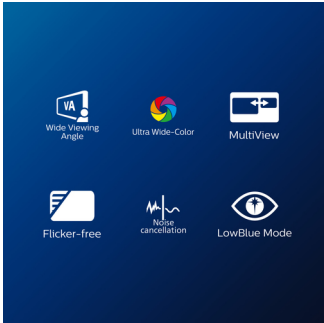 VA
Wide Viewing
Angle
Ultra Wide-Color
MultiView
Flicker-free
Noise
cancellation
LowBlue Mode